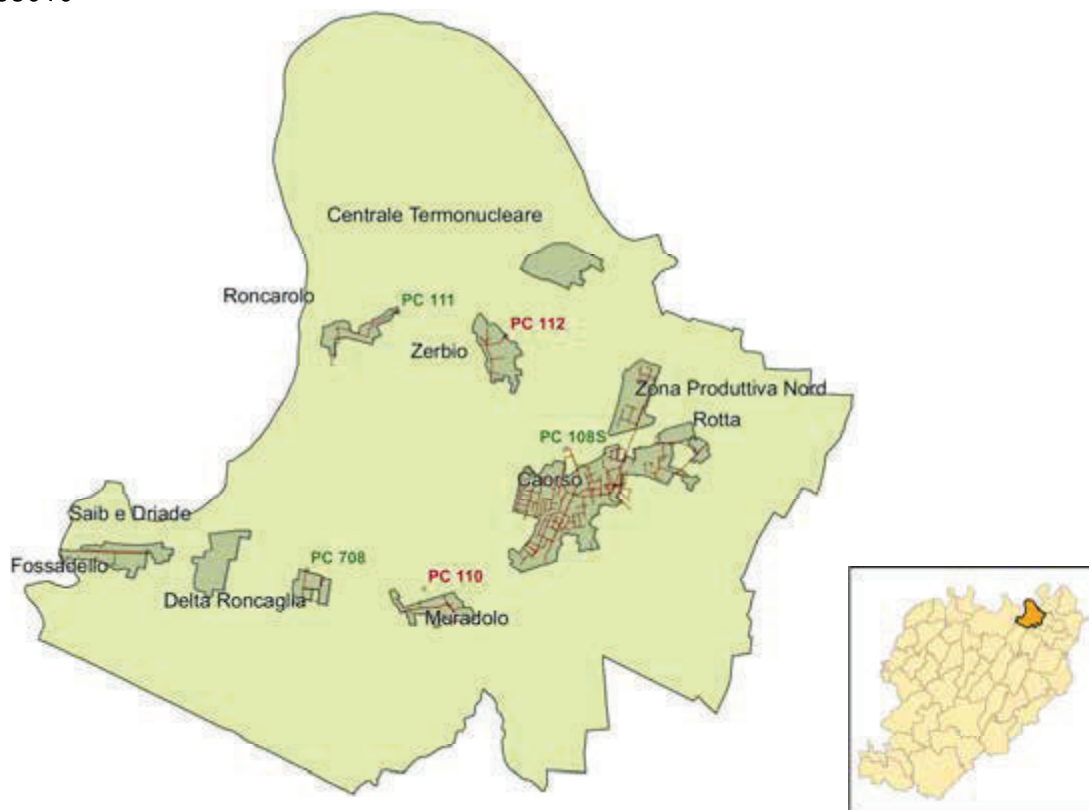 Centrale Termonucleare
Roncarolo
PC 111
PC 112
Zerbio
Zona Produttiva Nord
Rotta
PC 108S
Caorso
Saib e Driade
Fossadello
PC 708
Delta Roncaglia
PC 110
Muradolo